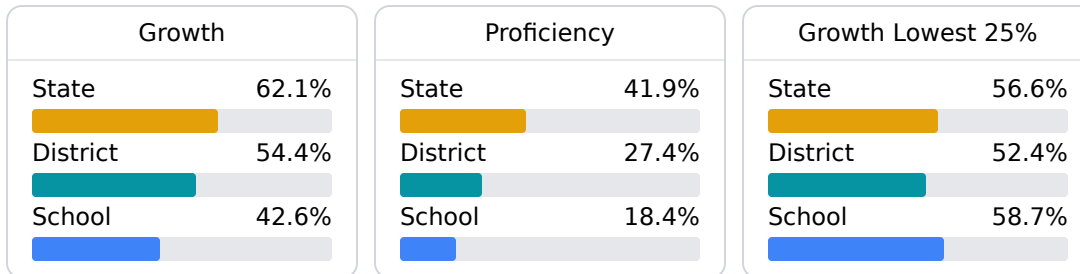 Growth
State 62.1%
District 54.4%
School 42.6%
Proficiency
State 41.9%
District 27.4%
School 18.4%
Growth Lowest 25%
State 56.6%
District 52.4%
School 58.7%